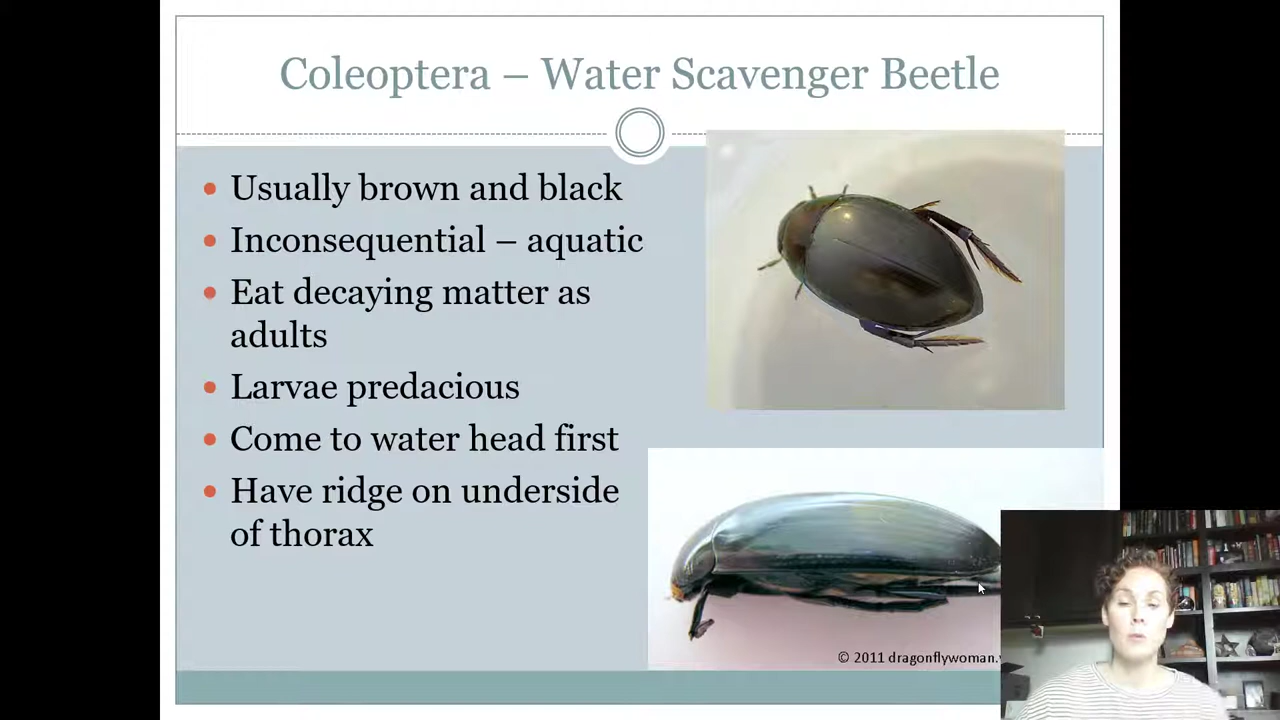 Coleoptera – Water Scavenger Beetle
Usually brown and black
Inconsequential – aquatic
Eat decaying matter as
adults
Larvae predacious
Come to water head first
Have ridge on underside
of thorax
© 2011 dragonflywoman.